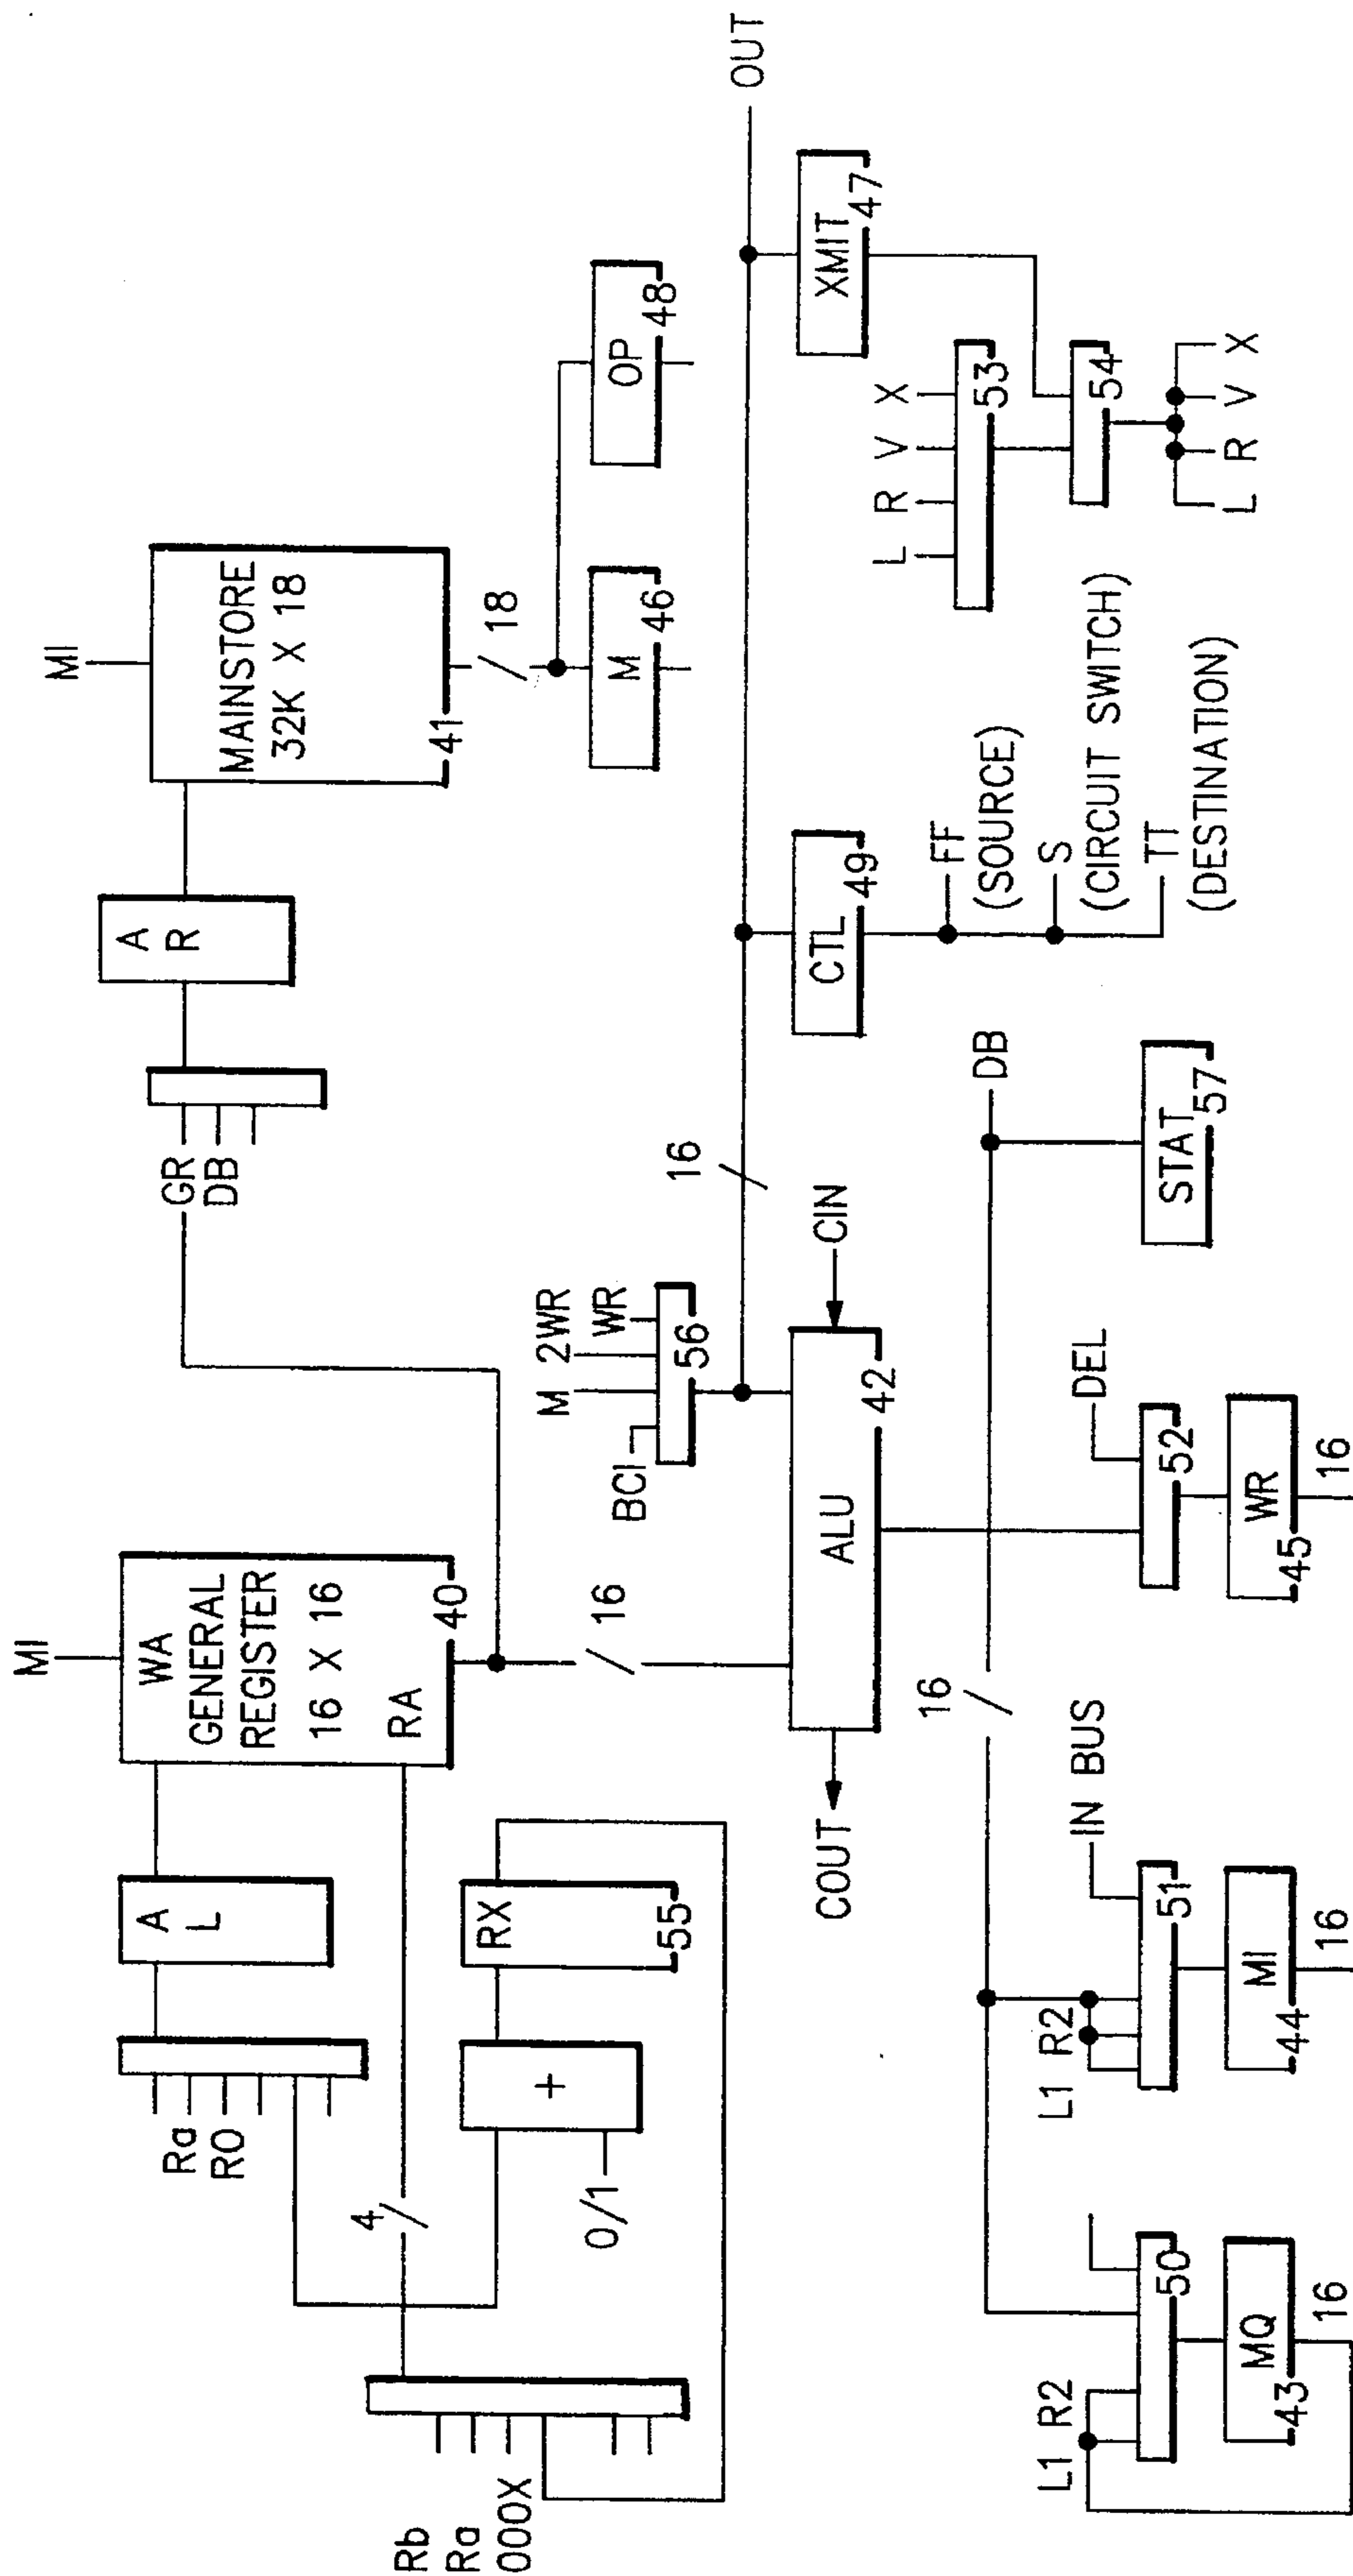 MI
WA
GENERAL
REGISTER
16 X 16
RA
40
A
L
Ra
R0
4
RX
55
+
0/1
Rb
Ra
000X
MI
MAINSTORE
32K X 18
41
A
R
GR
DB
18
M
46
OP
48
16
BCI
M
2WR
WR
56
16
OUT
ALU
42
CIN
COUT
CTL
49
FF
(SOURCE)
S
(CIRCUIT SWITCH)
TT
(DESTINATION)
XMIT
47
L
R
V
X
53
54
L
R
V
X
16
DB
STAT
57
DEL
52
WR
45
16
IN BUS
L1
R2
51
MI
44
16
L1
R2
50
MQ
43
16